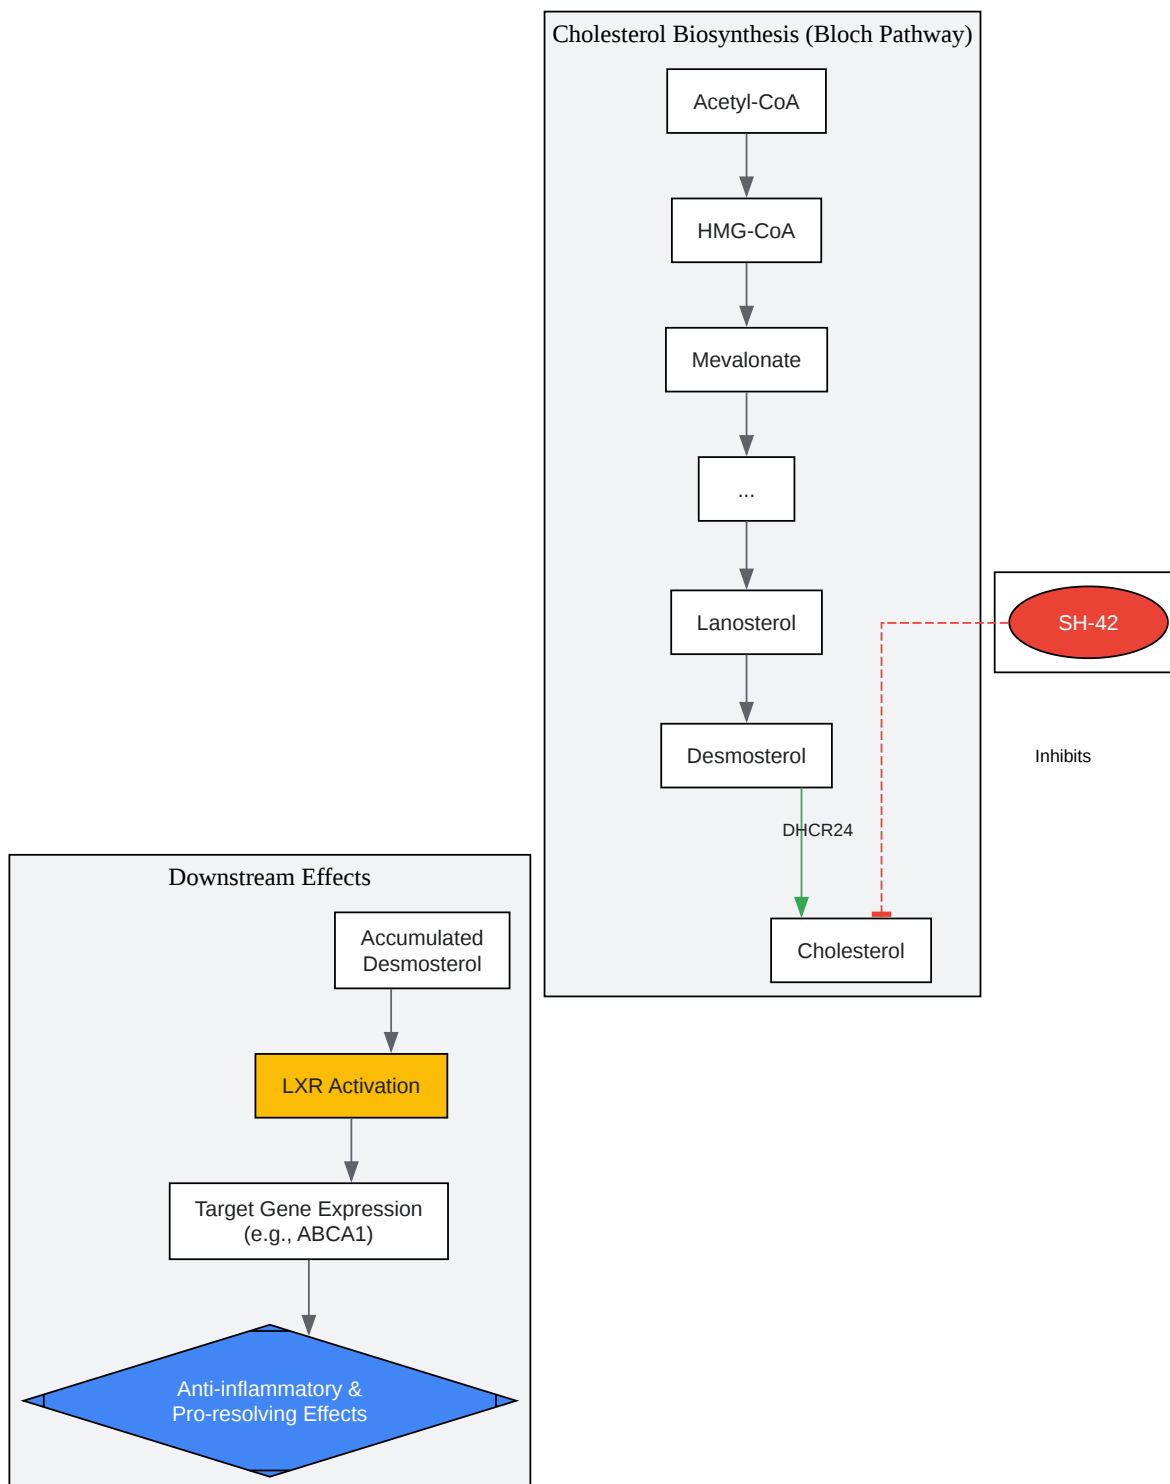 Cholesterol Biosynthesis (Bloch Pathway)
Acetyl-CoA
HMG-CoA
Mevalonate
...
Lanosterol
SH-42
Desmosterol
Inhibits
DHCR24
Cholesterol
Downstream Effects
Accumulated
Desmosterol
LXR Activation
Target Gene Expression
(e.g., ABCA1)
Anti-inflammatory &
Pro-resolving Effects